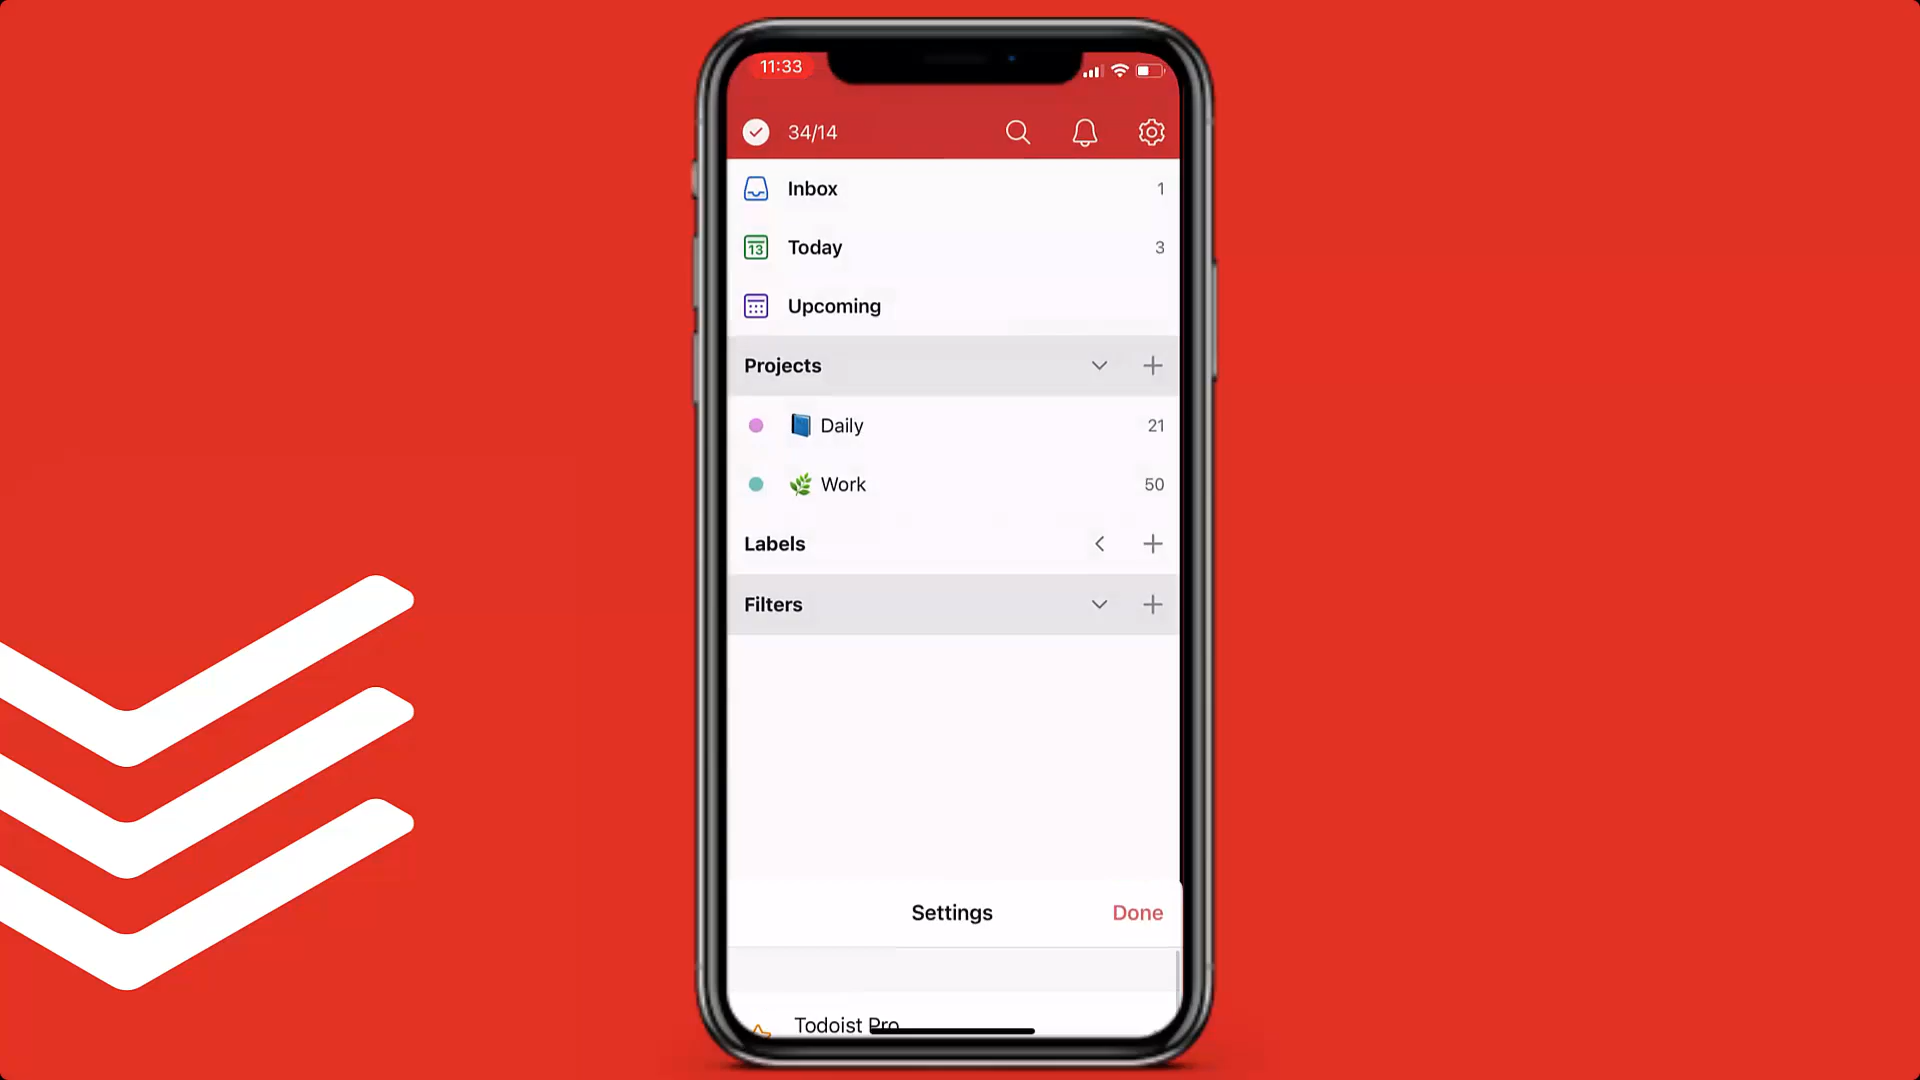 11:33
34/14
Inbox 1
13 Today 3
Upcoming
Projects
Daily 21
Work 50
Labels
Filters
Settings Done
Todoist Pro